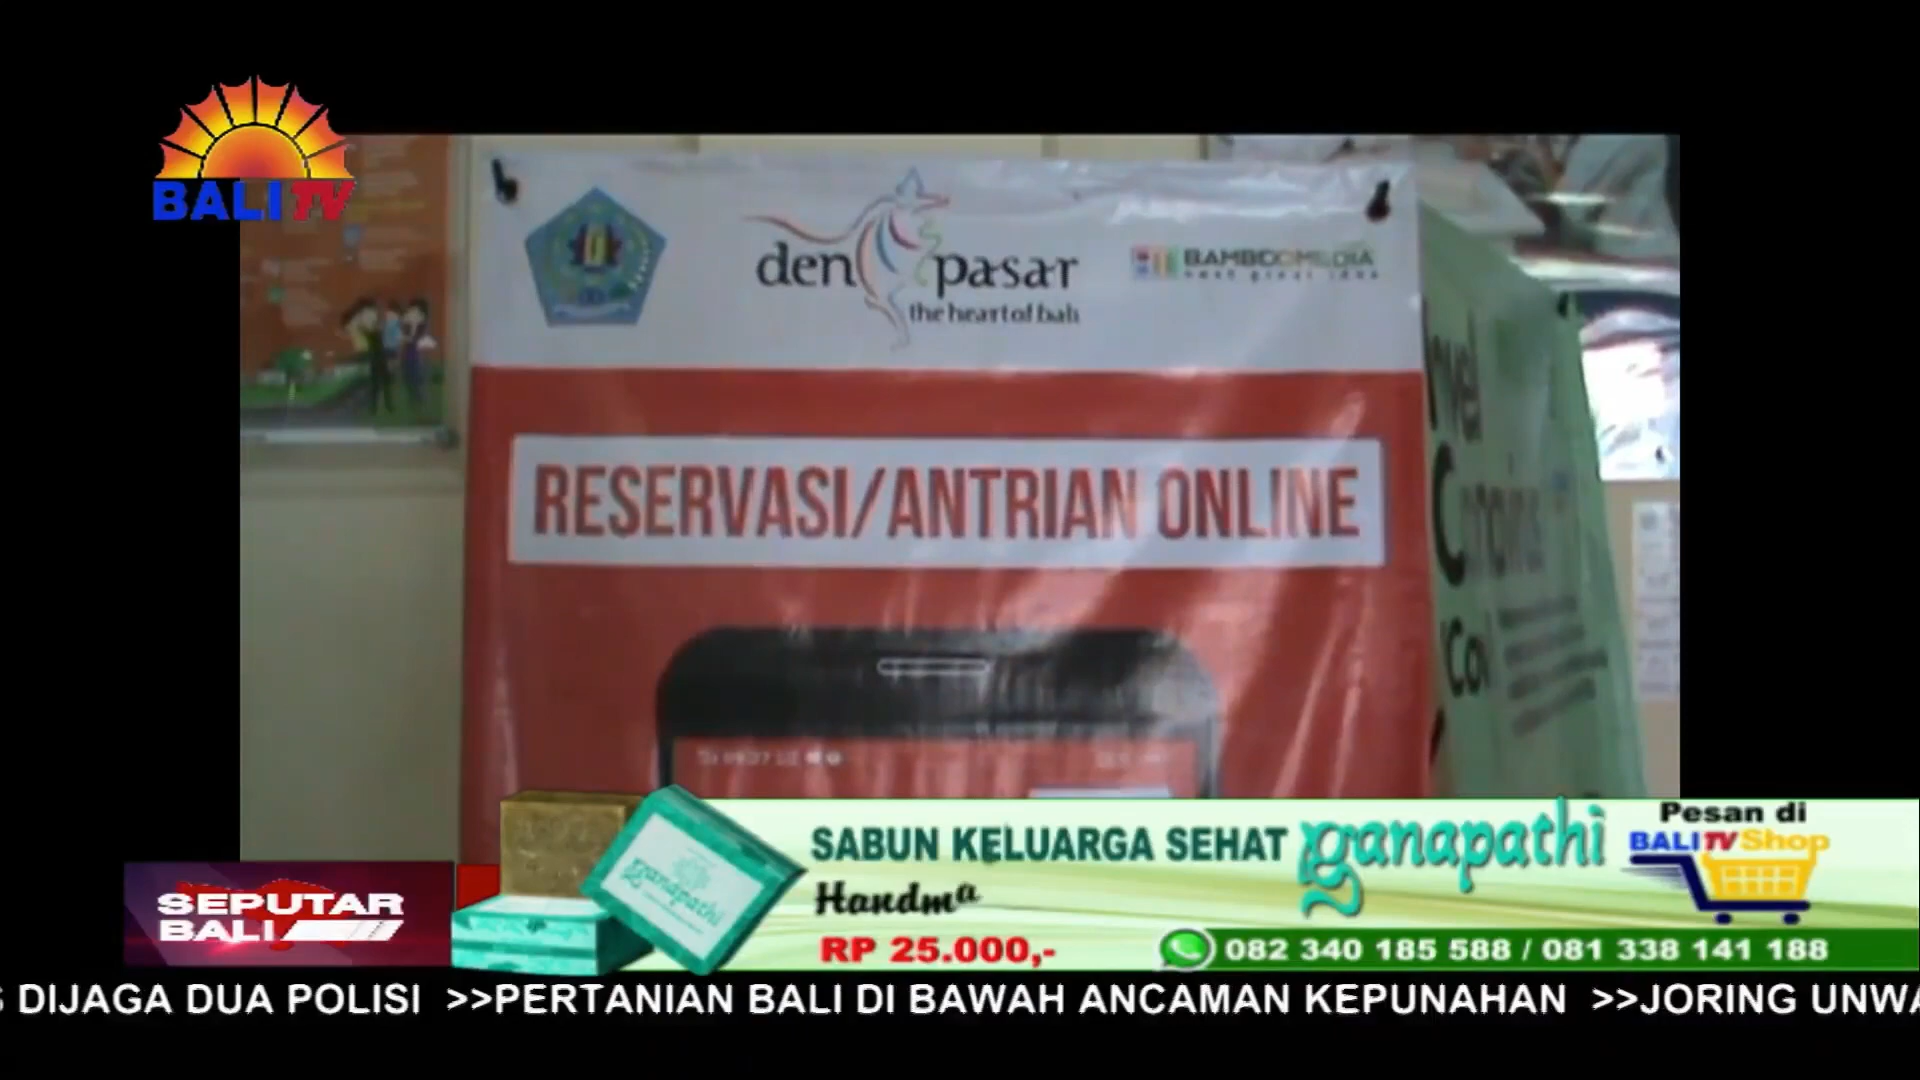 BALI TV
den pasar
the heart of bali
BAMBOOMEDIA
RESERVASI/ANTRIAN ONLINE
SABUN KELUARGA SEHAT ganapathi
Handma
RP 25.000,-
Pesan di
BALI TV Shop
082 340 185 588 / 081 338 141 188
ganapathi
SEPUTAR
BALI
S DIJAGA DUA POLISI >>PERTANIAN BALI DI BAWAH ANCAMAN KEPUNAHAN >>JORING UNWA